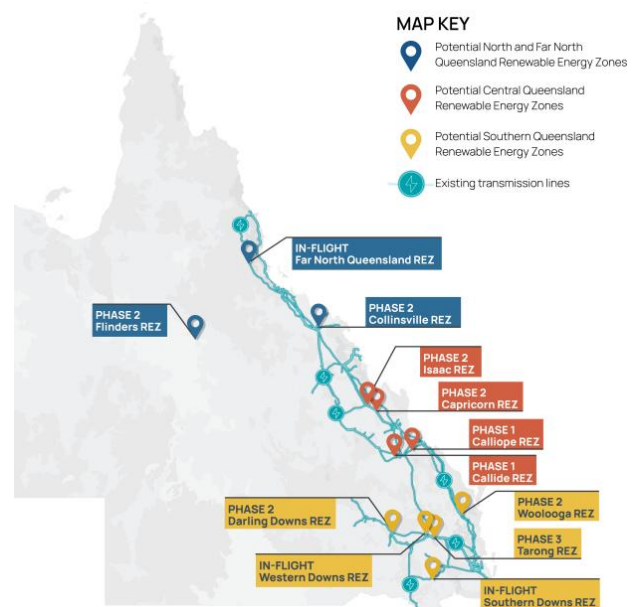 MAP KEY
Potential North and Far North
Queensland Renewable Energy Zones
Potential Central Queensland
Renewable Energy Zones
Potential Southern Queensland
Renewable Energy Zones
Existing transmission lines
IN-FLIGHT
Far North Queensland REZ
PHASE 2
Flinders REZ
PHASE 2
Collinsville REZ
PHASE 2
Isaac REZ
PHASE 2
Capricorn REZ
PHASE 1
Calliope REZ
PHASE 1
Callide REZ
PHASE 2
Darling Downs REZ
PHASE 2
Woolooga REZ
PHASE 3
Tarong REZ
IN-FLIGHT
Western Downs REZ
IN-FLIGHT
Southern Downs REZ